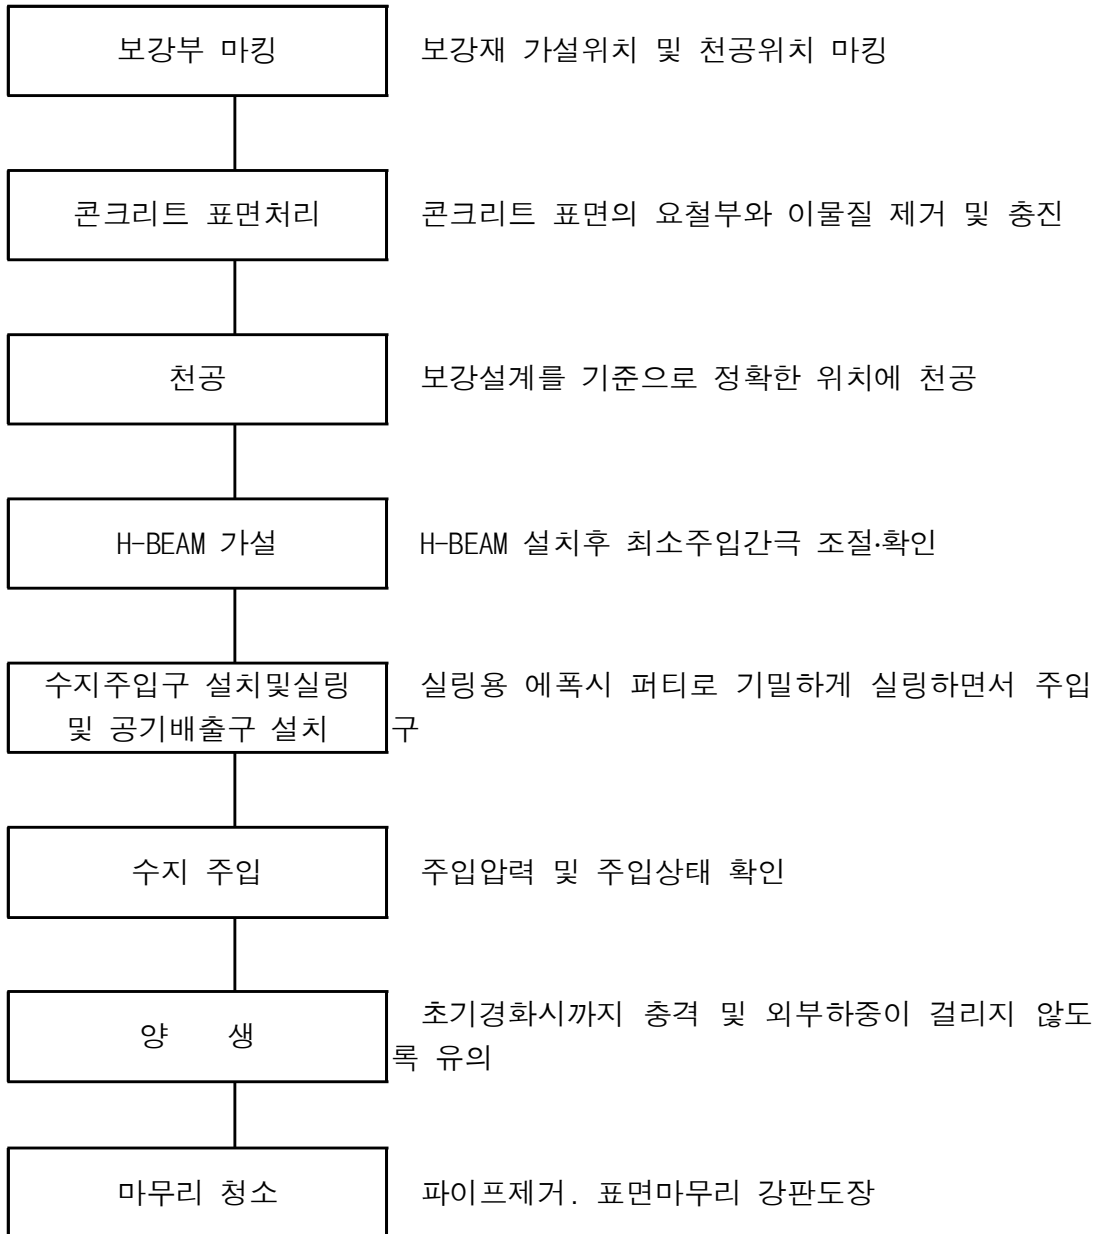 보강부 마킹
보강재 가설위치 및 천공위치 마킹
콘크리트 표면처리
콘크리트 표면의 요철부와 이물질 제거 및 충진
천공
보강설계를 기준으로 정확한 위치에 천공
H-BEAM 가설
H-BEAM 설치후 최소주입간극 조절·확인
수지주입구 설치및실링
및 공기배출구 설치
실링용 에폭시 퍼티로 기밀하게 실링하면서 주입
구
수지 주입
주입압력 및 주입상태 확인
양 생
초기경화시까지 충격 및 외부하중이 걸리지 않도
록 유의
마무리 청소
파이프제거. 표면마무리 강판도장